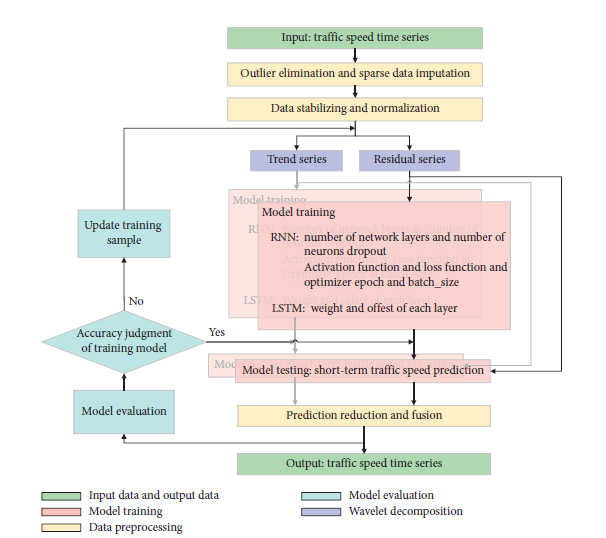 Input: traffic speed time series
Outlier elimination and sparse data imputation
Data stabilizing and normalization
Trend series
Residual series
Model training
Model training
RNN: number of network layers and number of
neurons dropout
Activation function and loss function and
optimizer epoch and batch_size
LSTM: weight and offest of each layer
Update training
sample
No
Yes
Accuracy judgment
of training model
Model testing: short-term traffic speed prediction
Model evaluation
Prediction reduction and fusion
Output: traffic speed time series
Input data and output data
Model training
Data preprocessing
Model evaluation
Wavelet decomposition